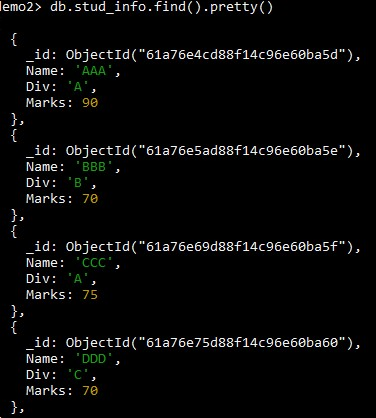 demo2> db.stud_info.find().pretty()
{
_id: ObjectId("61a76e4cd88f14c96e60ba5d"),
Name: 'AAA',
Div: 'A',
Marks: 90
},
{
_id: ObjectId("61a76e5ad88f14c96e60ba5e"),
Name: 'BBB',
Div: 'B',
Marks: 70
},
{
_id: ObjectId("61a76e69d88f14c96e60ba5f"),
Name: 'CCC',
Div: 'A',
Marks: 75
},
{
_id: ObjectId("61a76e75d88f14c96e60ba60"),
Name: 'DDD',
Div: 'C',
Marks: 70
},